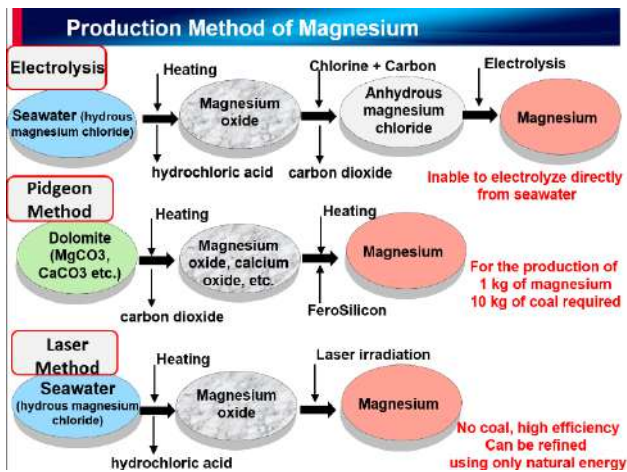 Production Method of Magnesium
Electrolysis
Heating
Chlorine + Carbon
Electrolysis
Seawater (hydrous
magnesium chloride)
Magnesium
oxide
Anhydrous
magnesium
chloride
Magnesium
hydrochloric acid
carbon dioxide
Inable to electrolyze directly
from seawater
Pidgeon
Method
Heating
Heating
Dolomite
(MgCO3,
CaCO3 etc.)
Magnesium
oxide, calcium
oxide, etc.
Magnesium
carbon dioxide
FeroSilicon
For the production of
1 kg of magnesium
10 kg of coal required
Laser
Method
Heating
Laser irradiation
Seawater
(hydrous magnesium
chloride)
Magnesium
oxide
Magnesium
hydrochloric acid
No coal, high efficiency
Can be refined
using only natural energy